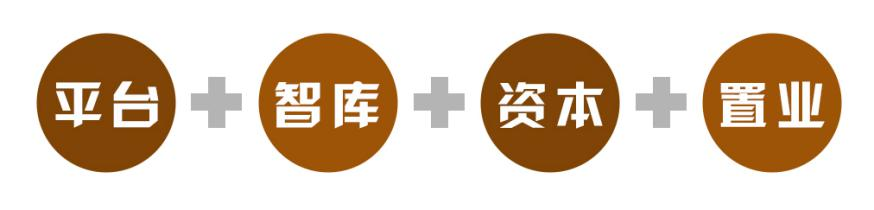 平台 + 智库 + 资本 + 置业